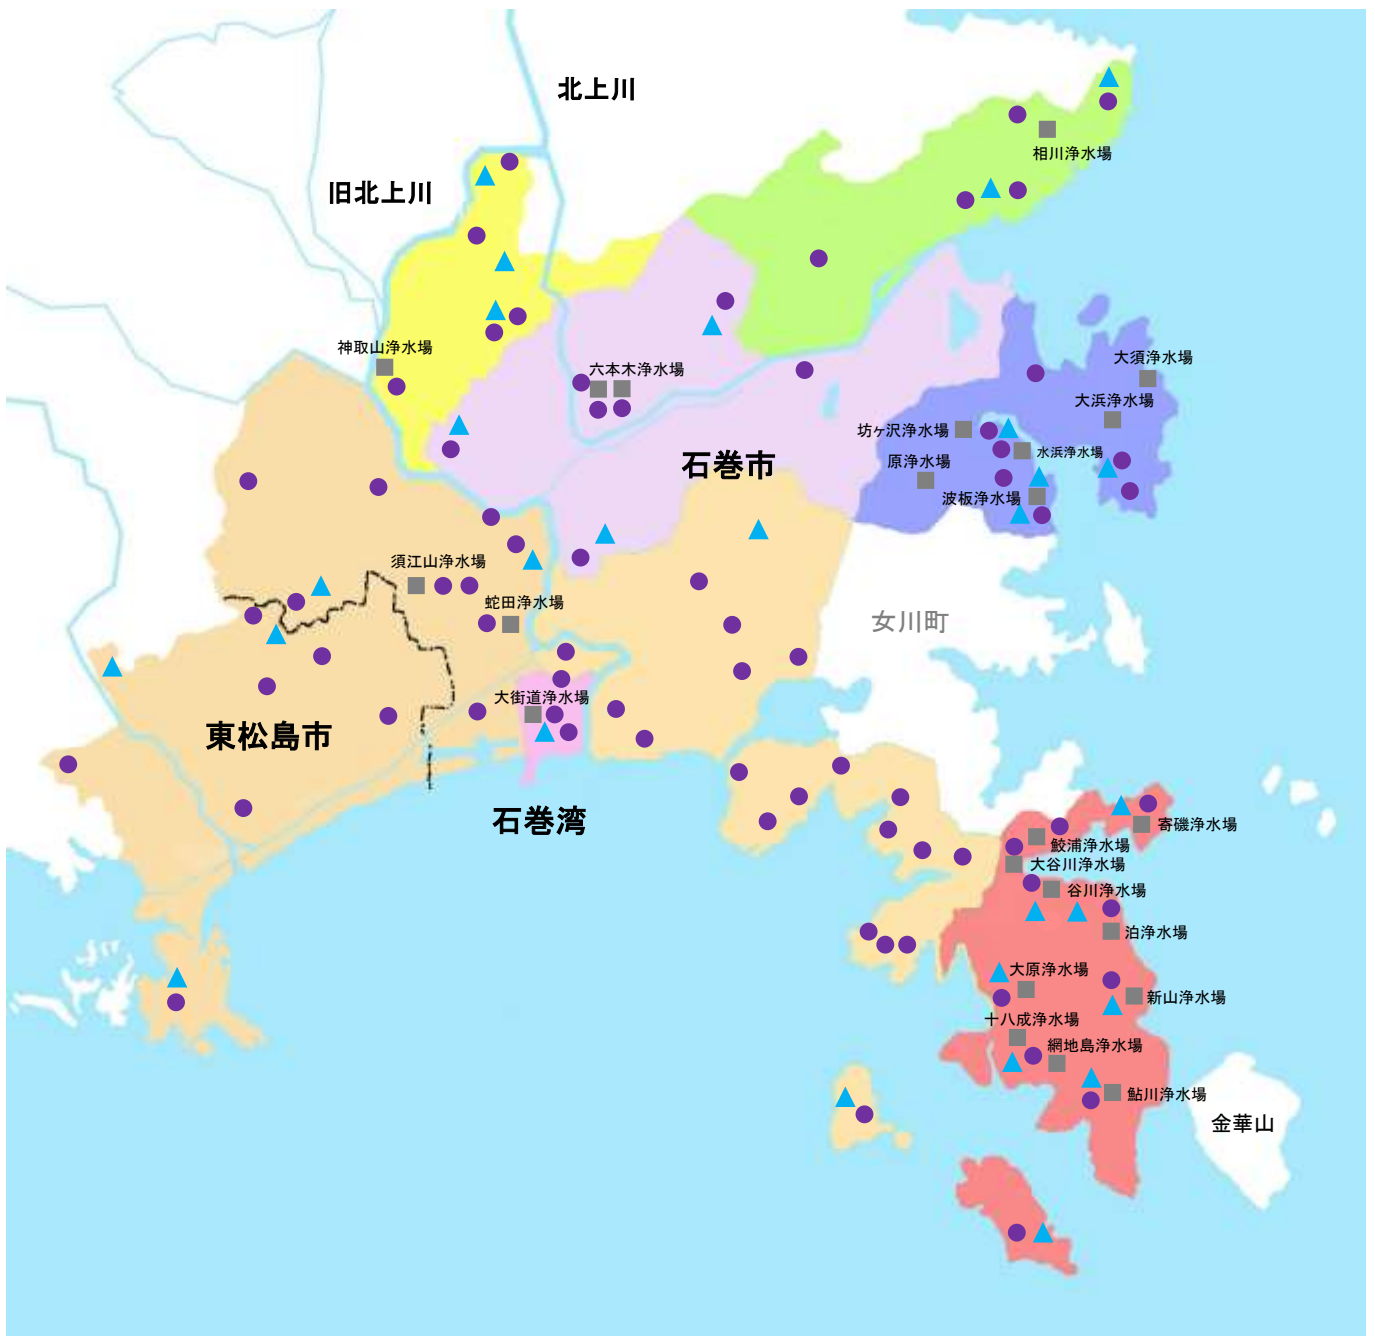 北上川
相川浄水場
旧北上川
神取山浄水場
六本木浄水場
大須浄水場
大浜浄水場
坊ヶ沢浄水場
水浜浄水場
原浄水場
石巻市
波板浄水場
須江山浄水場
蛇田浄水場
女川町
大街道浄水場
東松島市
石巻湾
寄磯浄水場
鮫浦浄水場
大谷川浄水場
谷川浄水場
泊浄水場
大原浄水場
新山浄水場
十八成浄水場
網地島浄水場
鮎川浄水場
金華山